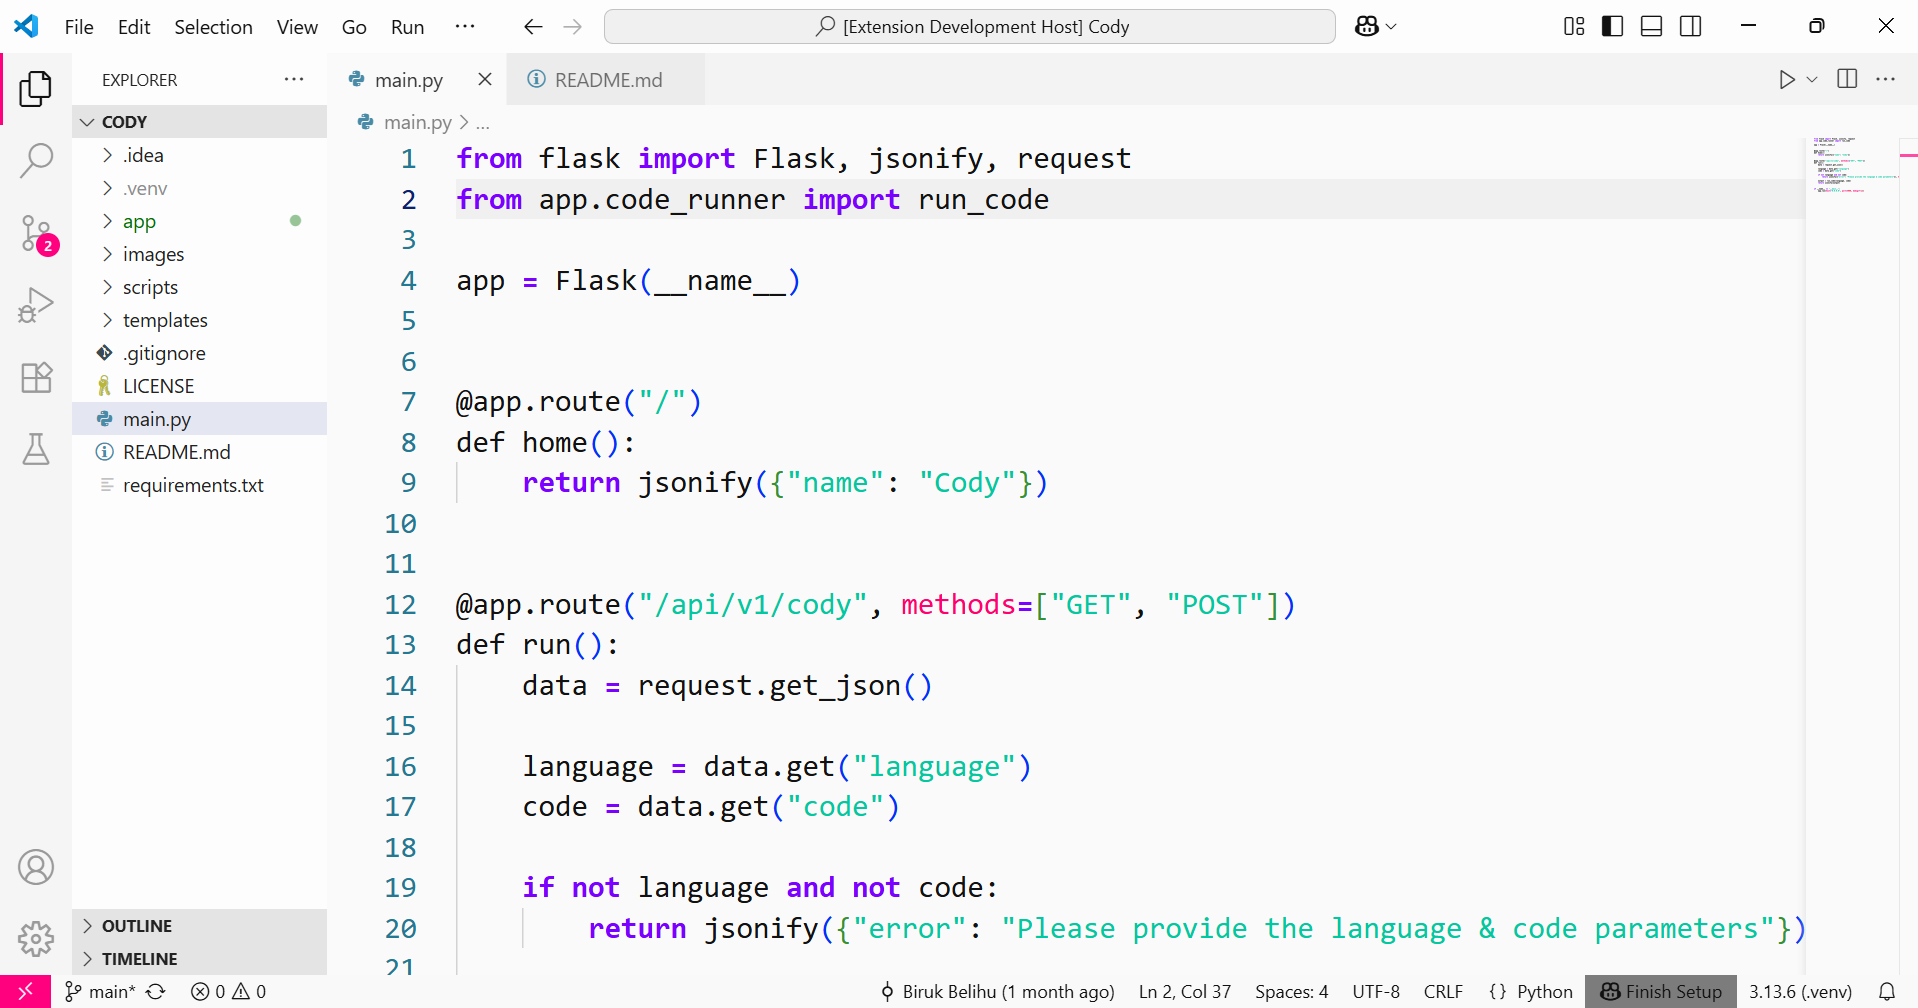 File Edit Selection View Go Run ··· [Extension Development Host] Cody
EXPLORER ···
CODY
.idea
.venv
app
images
scripts
templates
.gitignore
LICENSE
main.py
README.md
requirements.txt
OUTLINE
TIMELINE
2
main.py README.md
main.py > ...
1 from flask import Flask, jsonify, request
2 from app.code_runner import run_code
3
4 app = Flask(__name__)
5
6
7 @app.route("/")
8 def home():
9     return jsonify({"name": "Cody"})
10
11
12 @app.route("/api/v1/cody", methods=["GET", "POST"])
13 def run():
14     data = request.get_json()
15
16     language = data.get("language")
17     code = data.get("code")
18
19     if not language and not code:
20         return jsonify({"error": "Please provide the language & code parameters"})
21
main* 0 0 Biruk Belihu (1 month ago) Ln 2, Col 37 Spaces: 4 UTF-8 CRLF {} Python Finish Setup 3.13.6 (.venv)